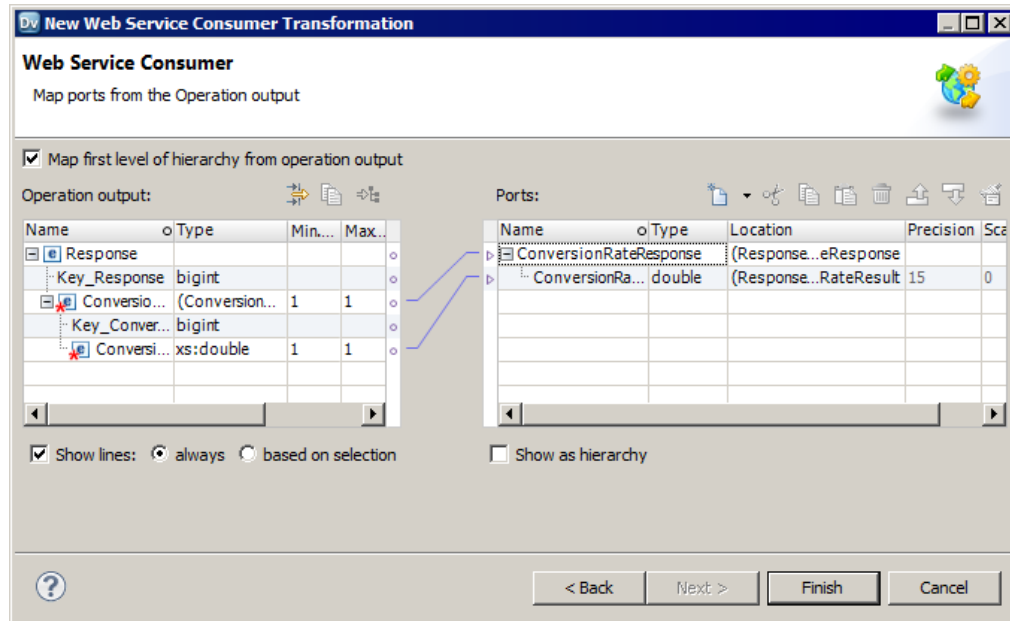 New Web Service Consumer Transformation
Web Service Consumer
Map ports from the Operation output
Map first level of hierarchy from operation output
Operation output:
Name Type Min.... Max...
Response
Key_Response bigint
Conversio... (Conversion... 1 1
Key_Conver... bigint
Conversi... xs:double 1 1
Show lines: always based on selection
Ports:
Name Type Location Precision Sca
ConversionRateResponse (Response...eResponse
ConversionRa... double (Response...RateResult 15 0
Show as hierarchy
? < Back Next > Finish Cancel